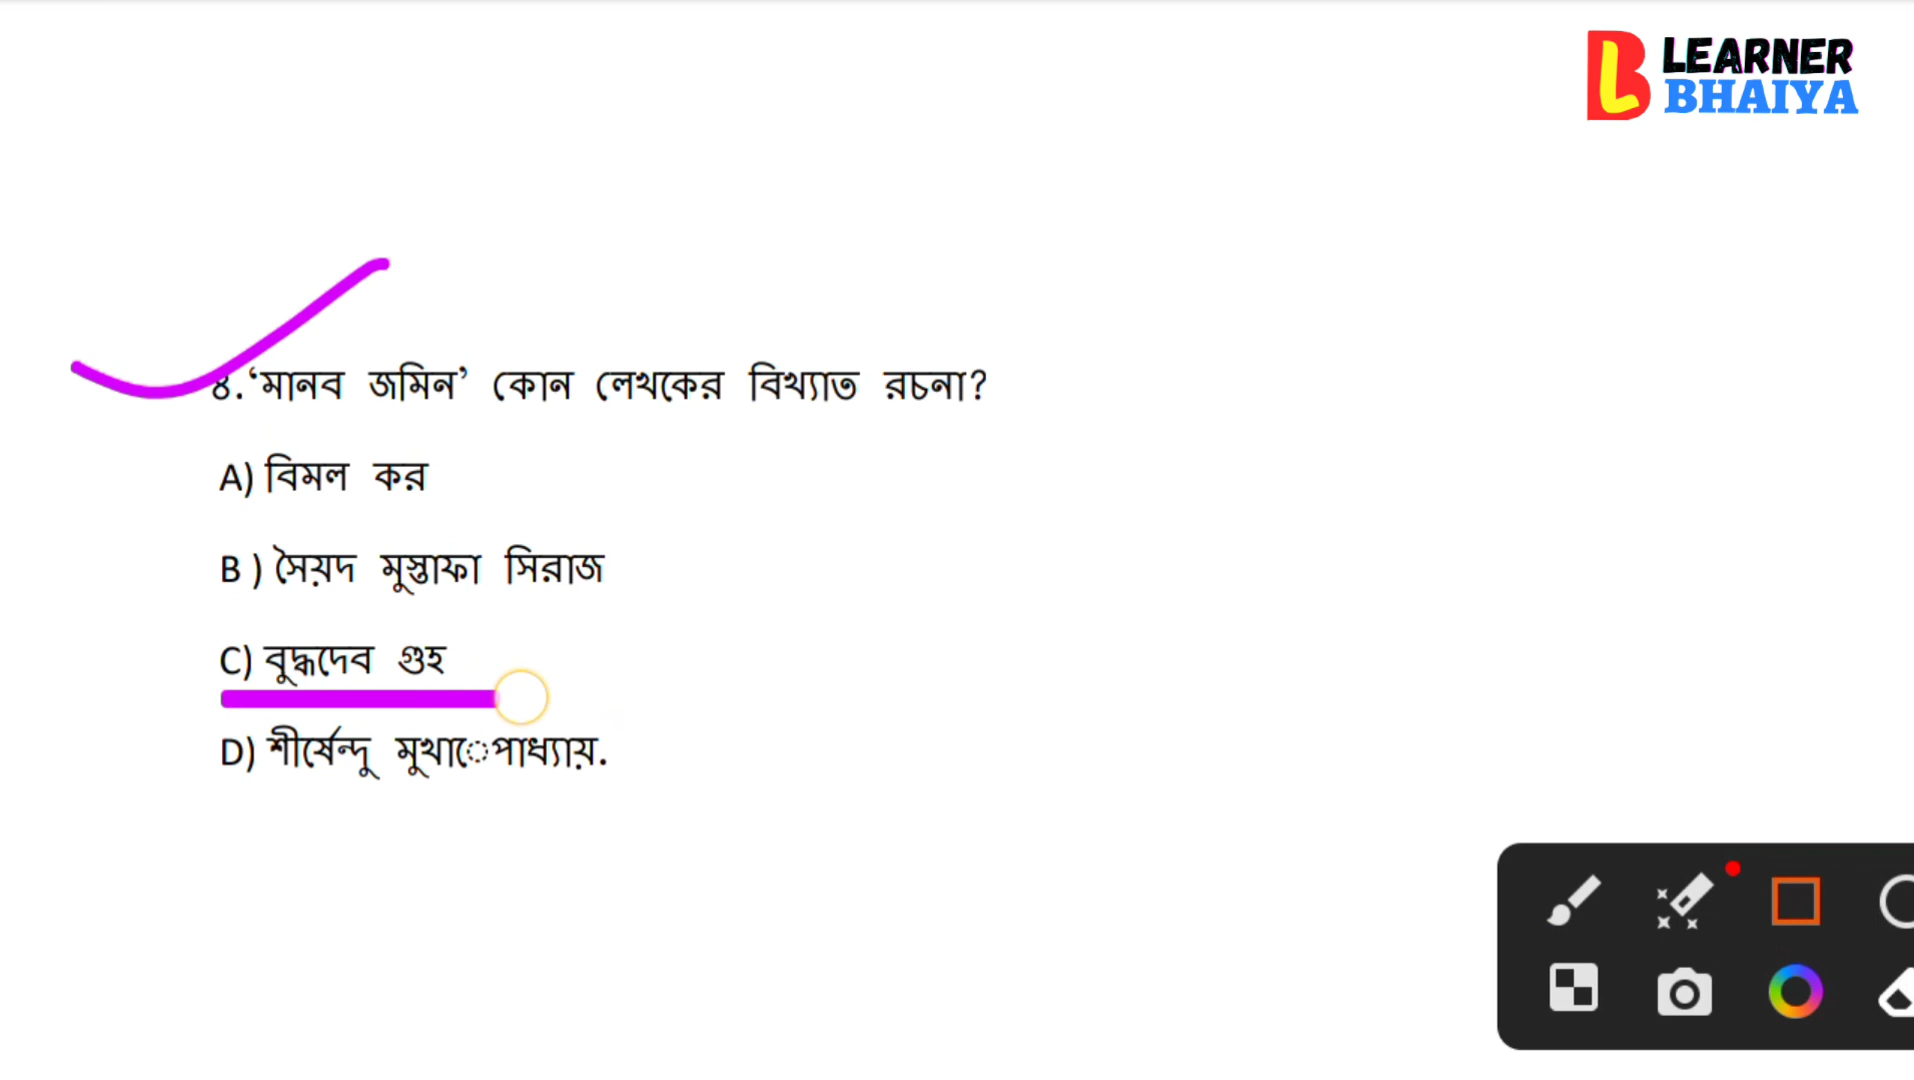 LEARNER
BHAIYA
৪.‘মানব জমিন’ কোন লেখকের বিখ্যাত রচনা?
A) বিমল কর
B ) সৈয়দ মুস্তাফা সিরাজ
C) বুদ্ধদেব গুহ
D) শীর্ষেন্দু মুখােপাধ্যায়.